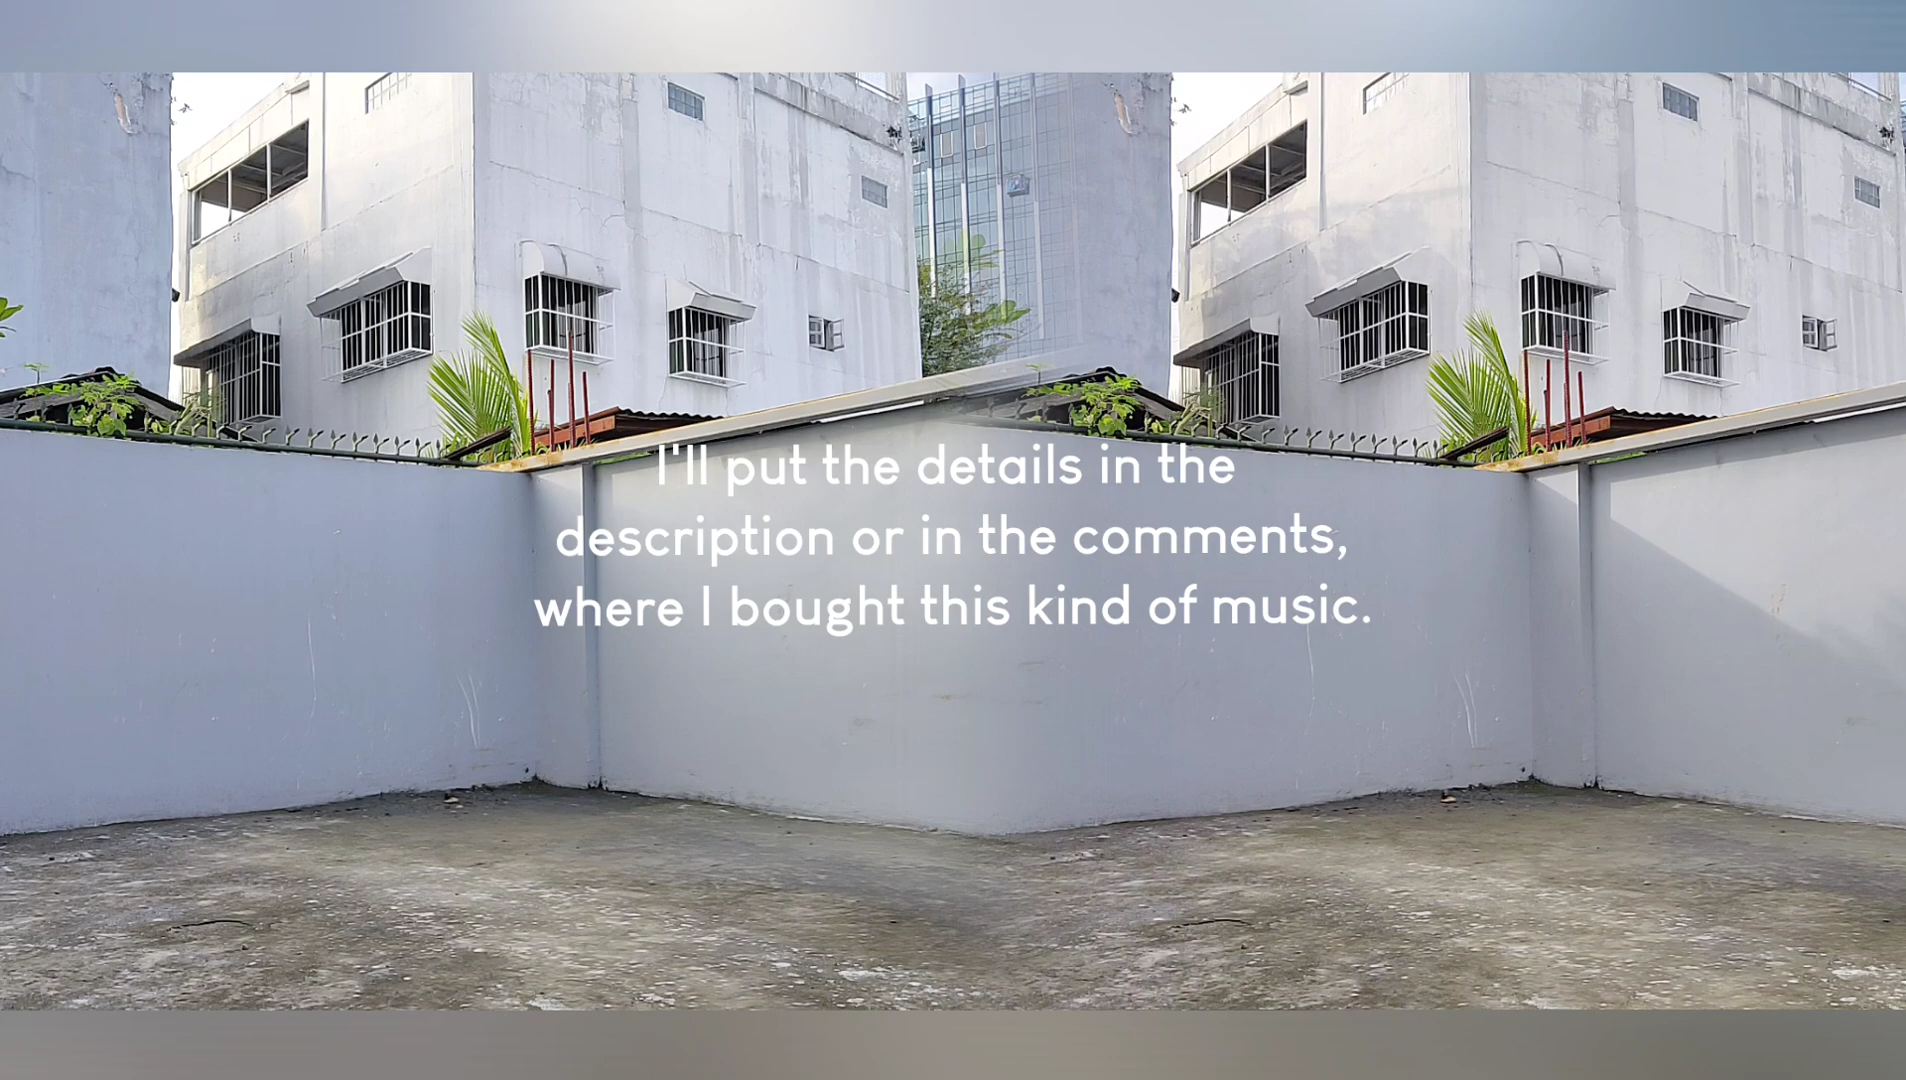 I'll put the details in the
description or in the comments,
where I bought this kind of music.